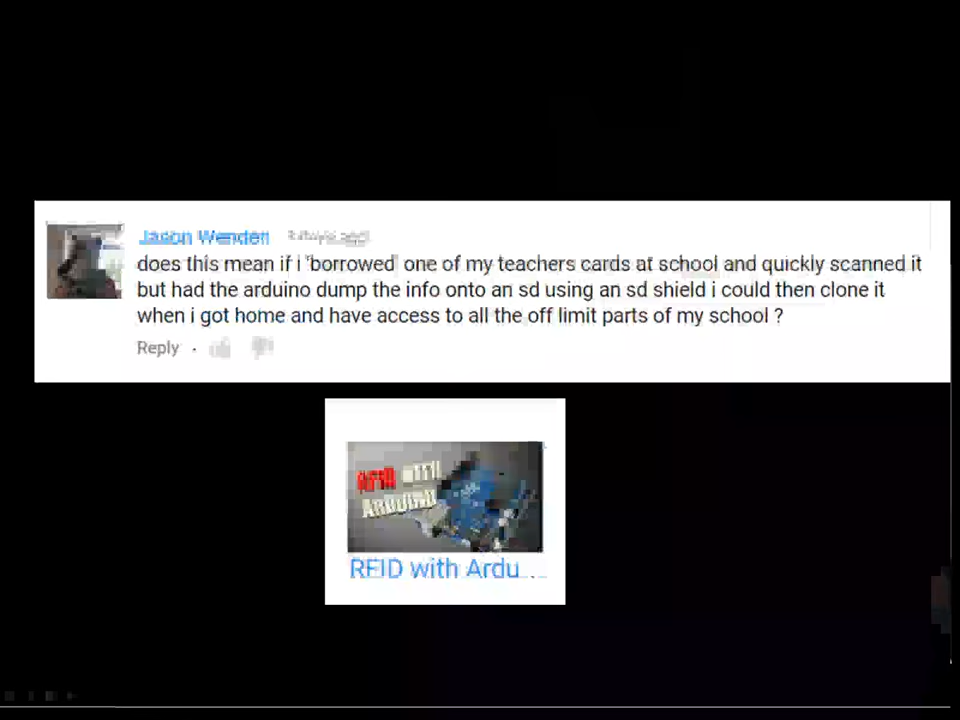 Jason Wenden 3 days ago
does this mean if i 'borrowed' one of my teachers cards at school and quickly scanned it
but had the arduino dump the info onto an sd using an sd shield i could then clone it
when i got home and have access to all the off limit parts of my school ?
Reply ·
RFID WITH
ARDUINO
RFID with Ardu...